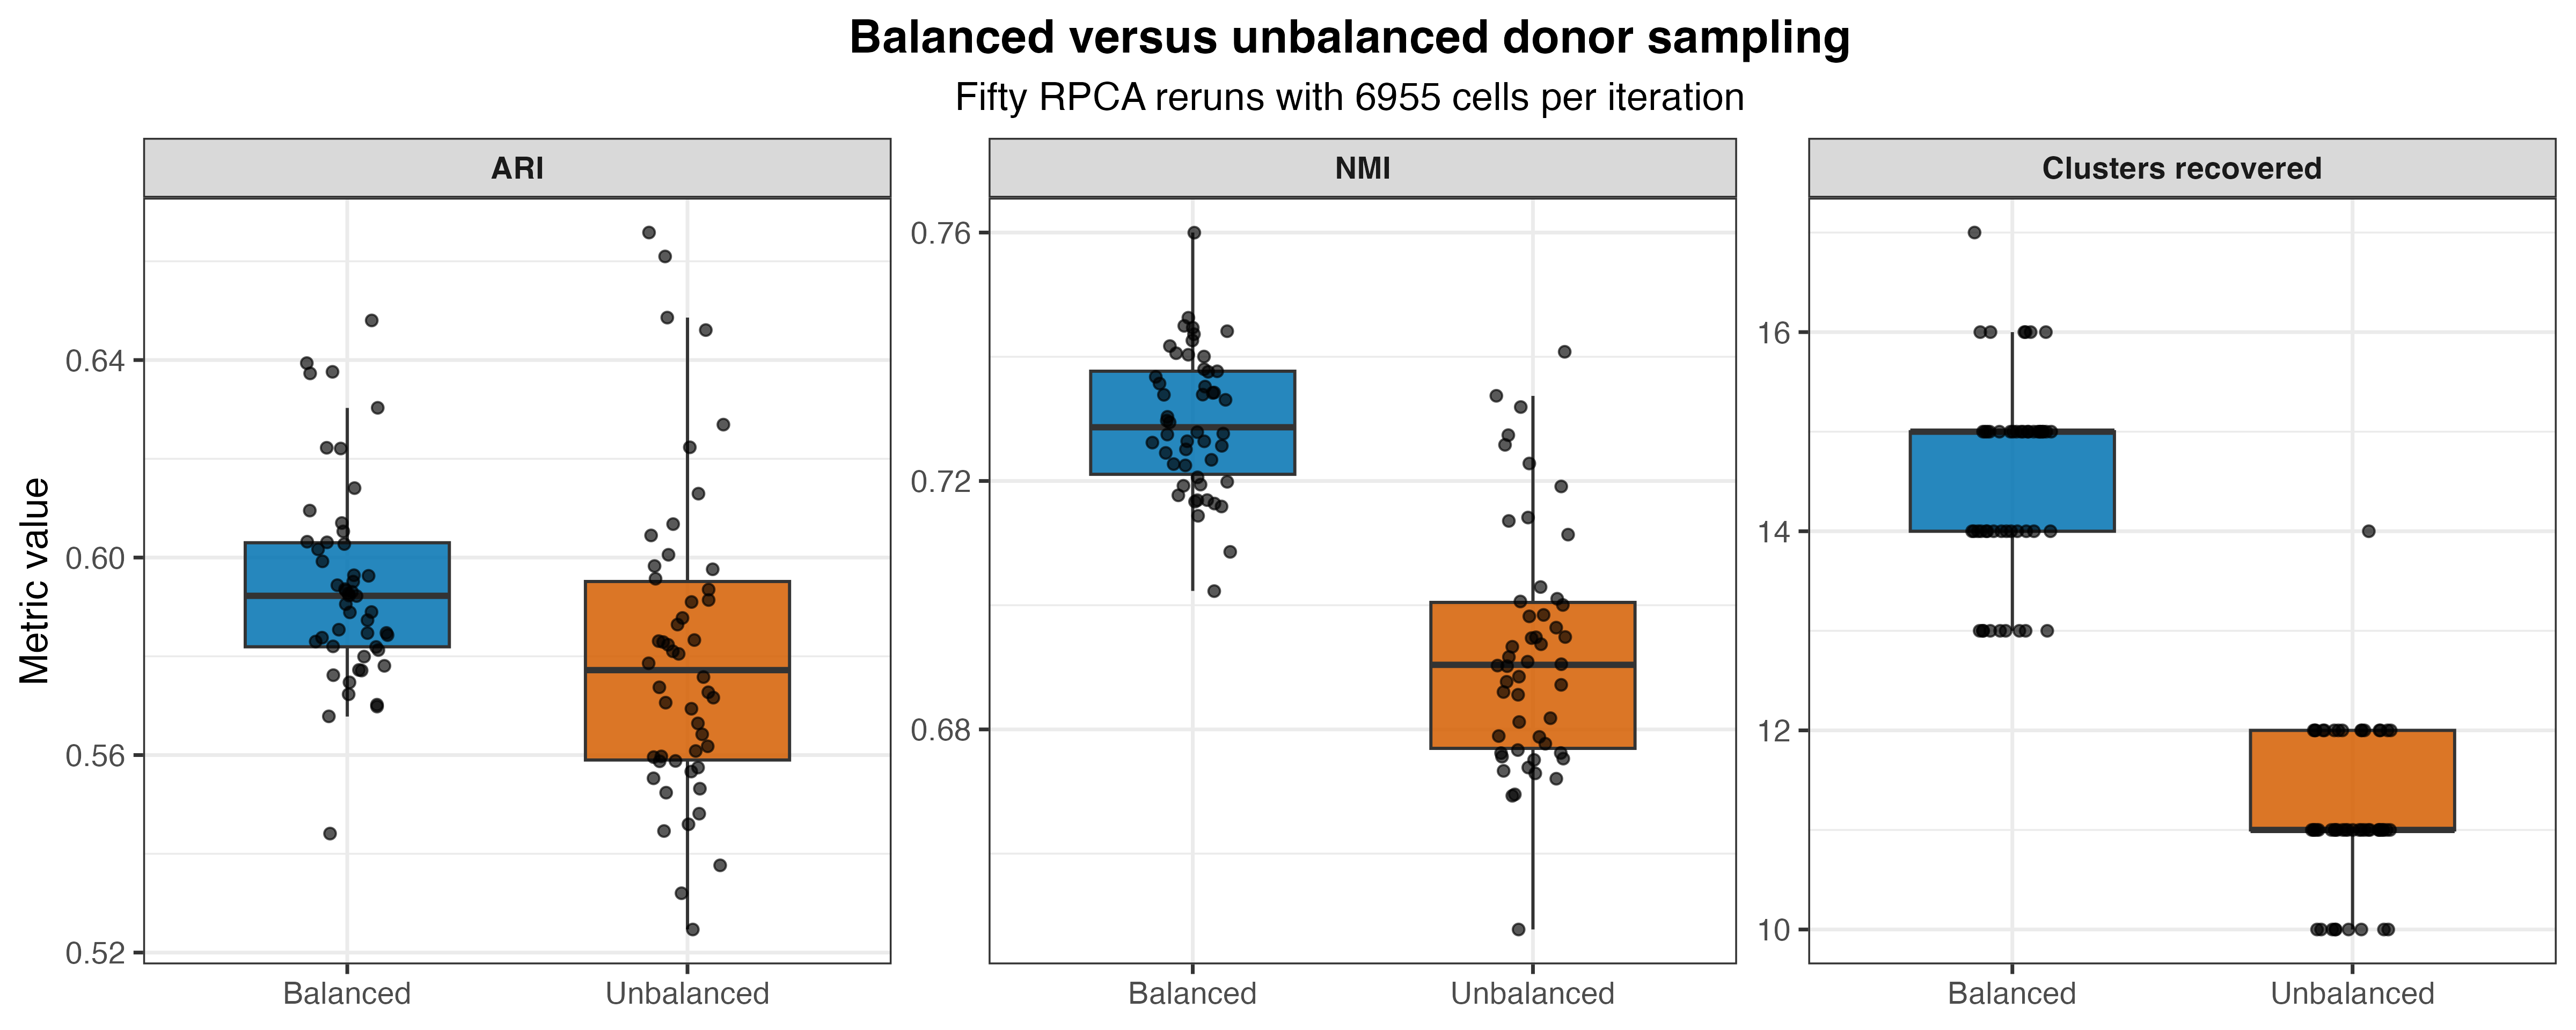 Balanced versus unbalanced donor sampling
Fifty RPCA reruns with 6955 cells per iteration
ARI
NMI
Clusters recovered
Metric value
0.64
0.60
0.56
0.52
0.76
0.72
0.68
16
14
12
10
Balanced
Unbalanced
Balanced
Unbalanced
Balanced
Unbalanced